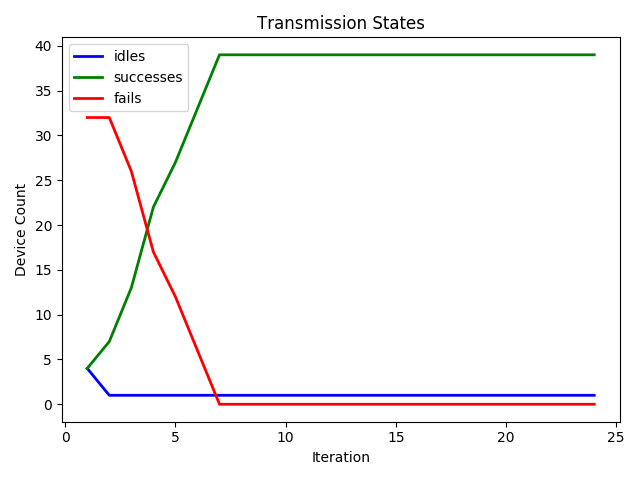 Transmission States
idles
successes
fails
40
35
30
25
20
15
10
5
0
Device Count
0 5 10 15 20 25
Iteration